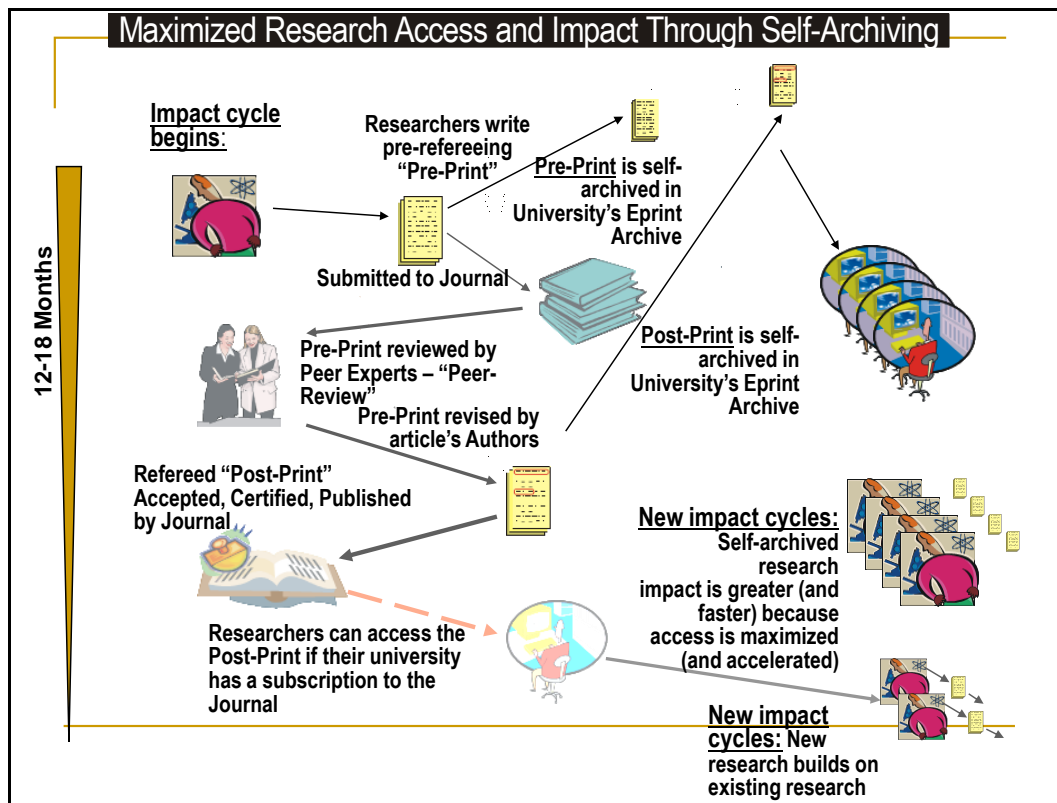 Maximized Research Access and Impact Through Self-Archiving
Impact cycle
begins:
Researchers write
pre-refereeing
“Pre-Print”
Pre-Print is self-
archived in
University’s Eprint
Archive
12-18 Months
Submitted to Journal
Pre-Print reviewed by
Peer Experts – “Peer-
Review”
Post-Print is self-
archived in
University’s Eprint
Archive
Pre-Print revised by
article’s Authors
Refereed “Post-Print”
Accepted, Certified, Published
by Journal
New impact cycles:
Self-archived
research
impact is greater (and
faster) because
access is maximized
(and accelerated)
Researchers can access the
Post-Print if their university
has a subscription to the
Journal
New impact
cycles: New
research builds on
existing research